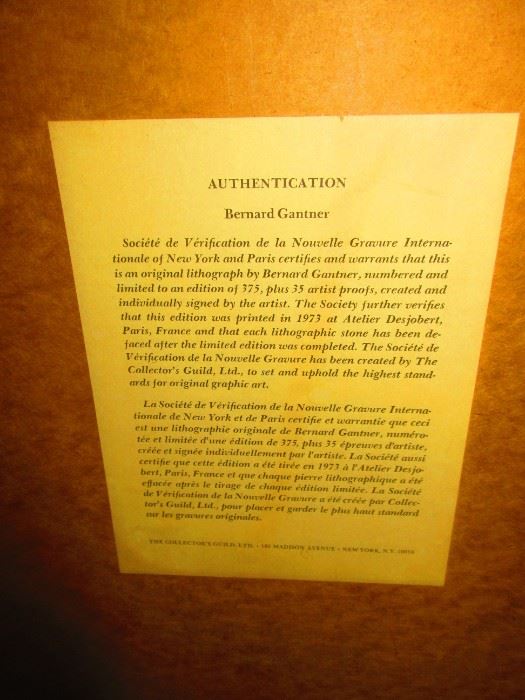 AUTHENTICATION
Bernard Gantner
Société de Vérification de la Nouvelle Gravure Interna-
tionale of New York and Paris certifies and warrants that this
is an original lithograph by Bernard Gantner, numbered and
limited to an edition of 375, plus 35 artist proofs, created and
individually signed by the artist. The Society further verifies
that this edition was printed in 1973 at Atelier Desjobert,
Paris, France and that each lithographic stone has been de-
faced after the limited edition was completed. The Société de
Vérification de la Nouvelle Gravure has been created by The
Collector's Guild, Ltd., to set and uphold the highest stand-
ards for original graphic art.
La Société de Vérification de la Nouvelle Gravure Interna-
tionale de New York et de Paris certifie et warrantie que ceci
est une lithographie originale de Bernard Gantner, numéro-
tée et limitée d'une édition de 375, plus 35 épreuves d'artiste,
créée et signée individuellement par l'artiste. La Société aussi
certifie que cette édition a été tirée en 1973 à l'Atelier Desjo-
bert, Paris, France et que chaque pierre lithographique a été
effacée après le tirage de chaque édition limitée. La Société
de Vérification de la Nouvelle Gravure a été créée par Collec-
tor's Guild, Ltd., pour placer et garder le plus haut standard
sur les gravures originales.
THE COLLECTOR'S GUILD, LTD. • 185 MADISON AVENUE • NEW YORK, N.Y. 10016